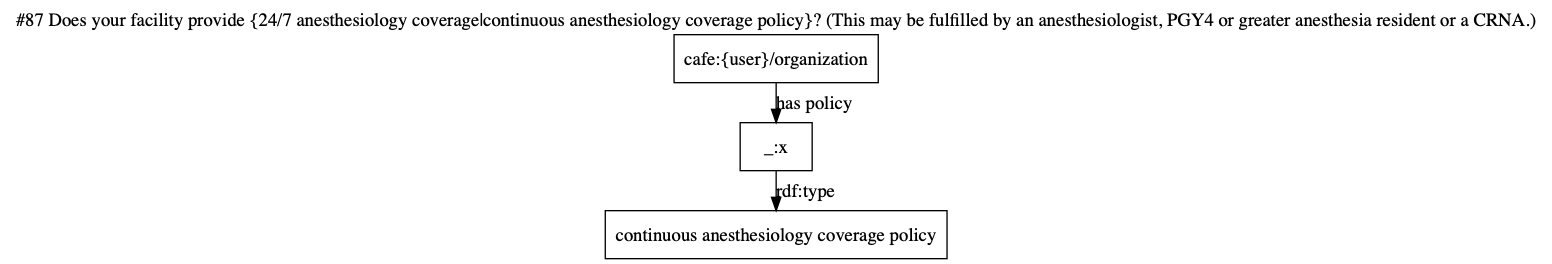 #87 Does your facility provide {24/7 anesthesiology coverage|continuous anesthesiology coverage policy}? (This may be fulfilled by an anesthesiologist, PGY4 or greater anesthesia resident or a CRNA.)
cafe:{user}/organization
has policy
_:x
rdf:type
continuous anesthesiology coverage policy